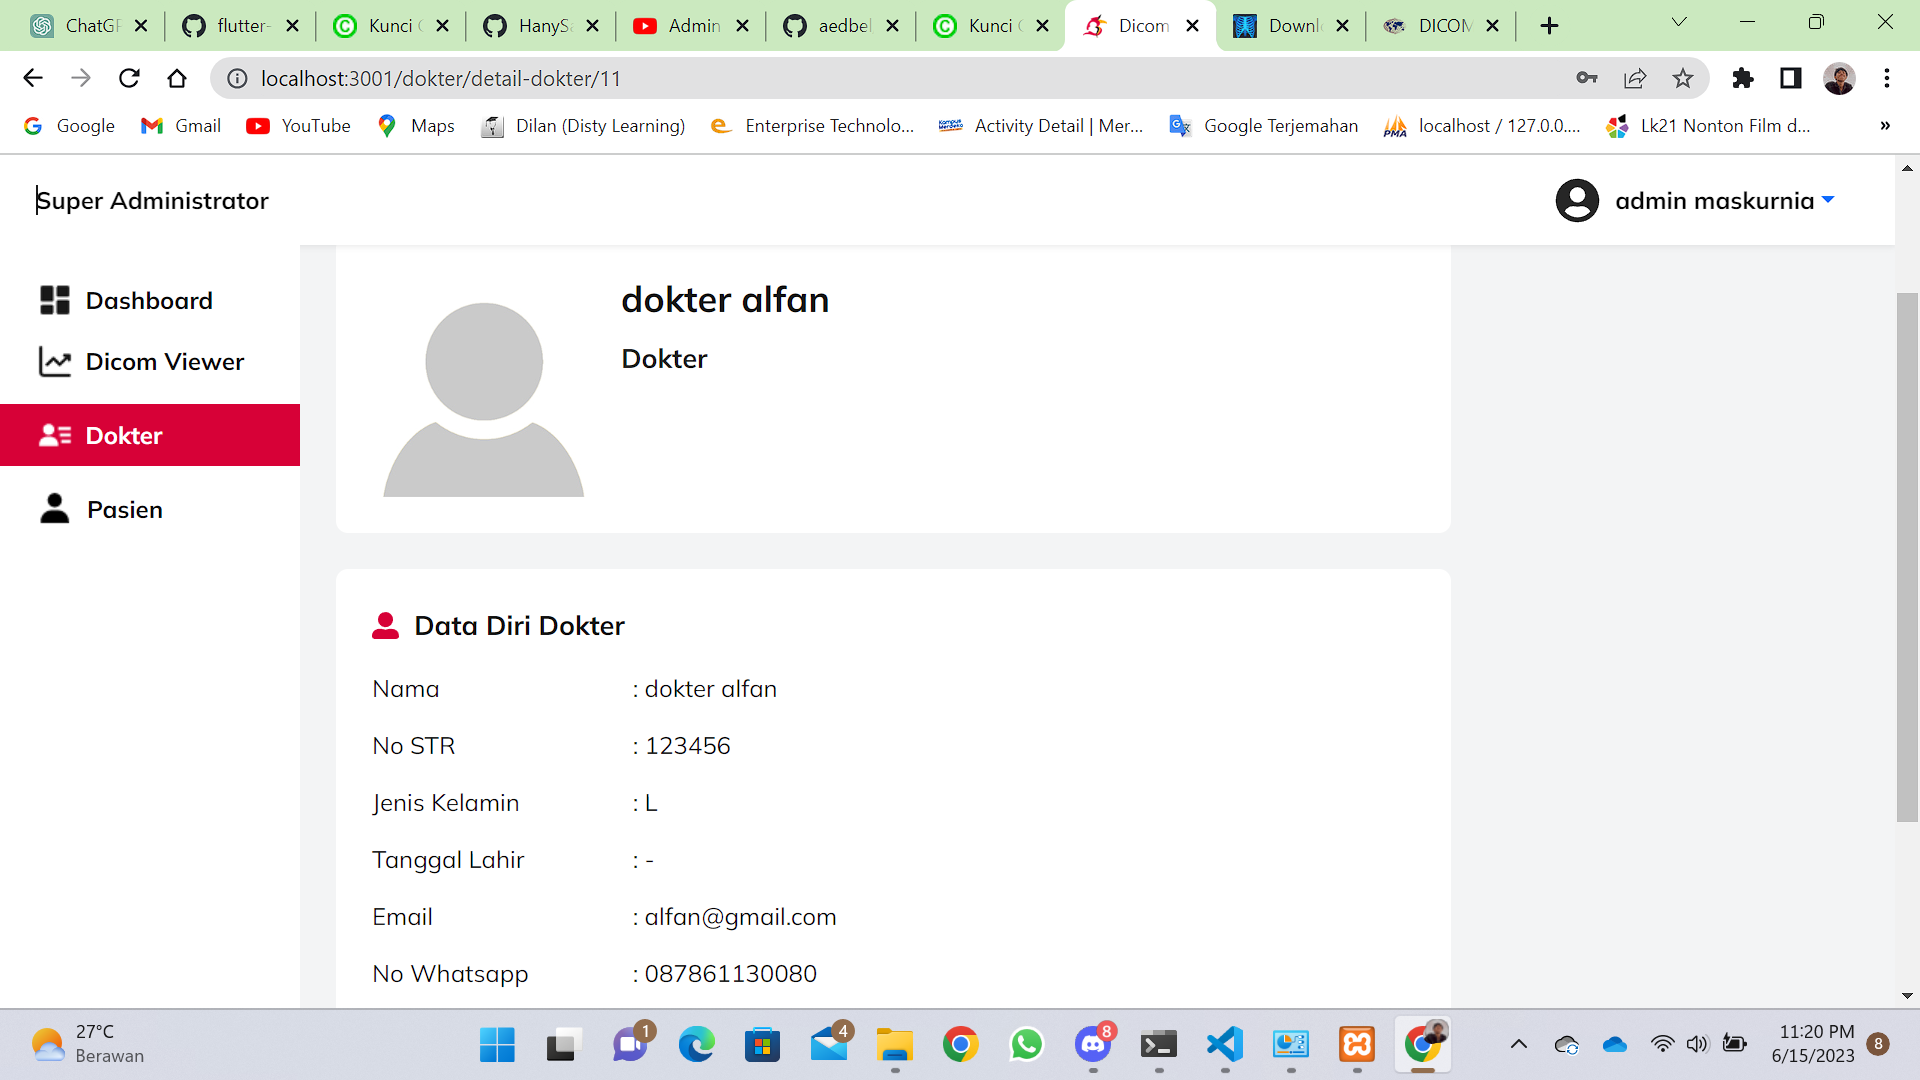 ChatGP
flutter-
Kunci
HanySa
Admin
aedbel
Kunci
Dicom
Downl
DICOM
localhost:3001/dokter/detail-dokter/11
Google
Gmail
YouTube
Maps
Dilan (Disty Learning)
Enterprise Technolo...
Activity Detail | Mer...
Google Terjemahan
localhost / 127.0.0....
Lk21 Nonton Film d...
»
Super Administrator
admin maskurnia
Dashboard
Dicom Viewer
Dokter
Pasien
dokter alfan
Dokter
Data Diri Dokter
Nama : dokter alfan
No STR : 123456
Jenis Kelamin : L
Tanggal Lahir : -
Email : alfan@gmail.com
No Whatsapp : 087861130080
27°C
Berawan
1
4
8
11:20 PM
6/15/2023
8